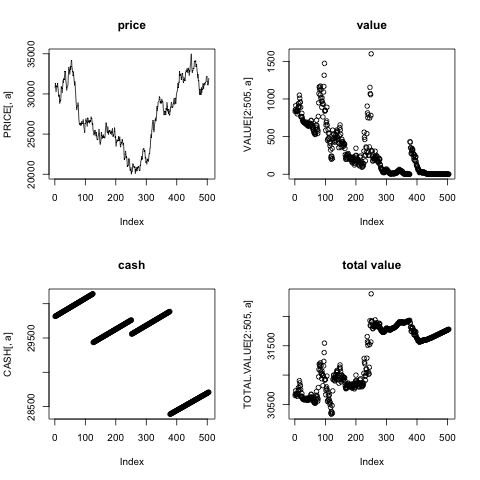 price
PRICE[, a]
20000 25000 30000 35000
0 100 200 300 400 500
Index
value
VALUE[2:505, a]
0 500 1000 1500
0 100 200 300 400 500
Index
cash
CASH[, a]
28500 29500
0 100 200 300 400 500
Index
total value
TOTAL.VALUE[2:505, a]
30500 31500
0 100 200 300 400 500
Index